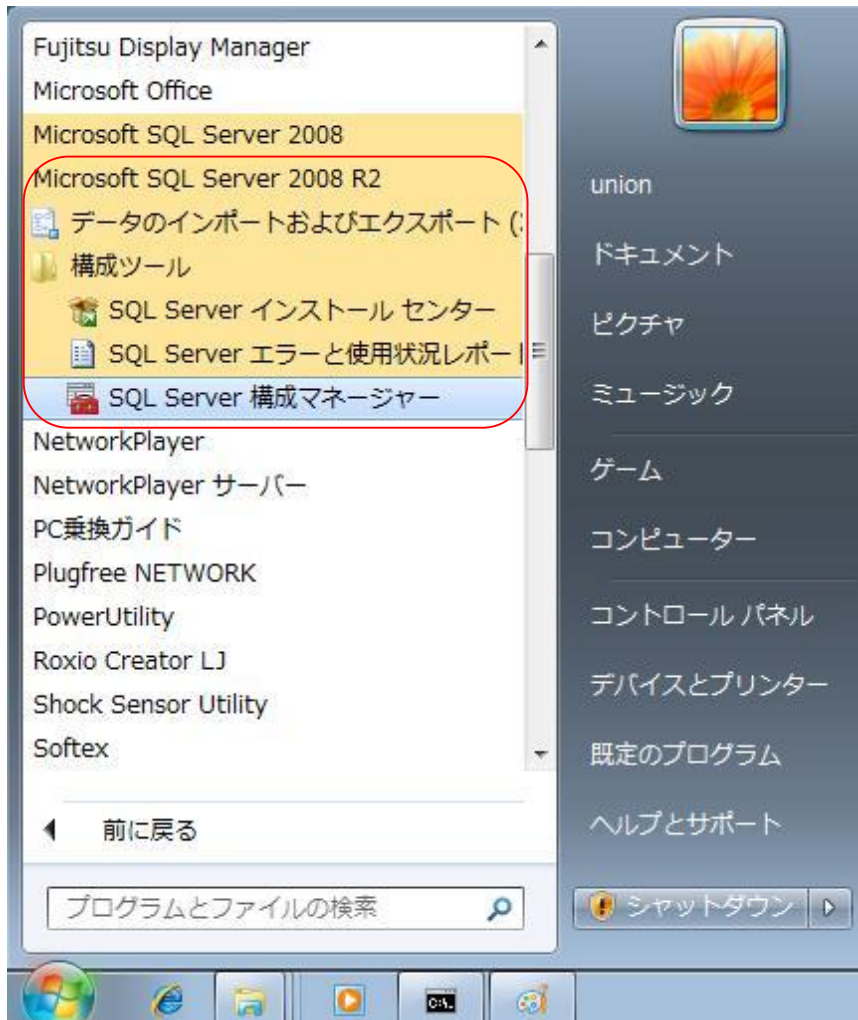 Fujitsu Display Manager
Microsoft Office
Microsoft SQL Server 2008
Microsoft SQL Server 2008 R2
データのインポートおよびエクスポート (
構成ツール
SQL Server インストール センター
SQL Server エラーと使用状況レポート
SQL Server 構成マネージャー
NetworkPlayer
NetworkPlayer サーバー
PC乗換ガイド
Plugfree NETWORK
PowerUtility
Roxio Creator LJ
Shock Sensor Utility
Softex
前に戻る
プログラムとファイルの検索
union
ドキュメント
ピクチャ
ミュージック
ゲーム
コンピューター
コントロール パネル
デバイスとプリンター
既定のプログラム
ヘルプとサポート
シャットダウン
C:\.